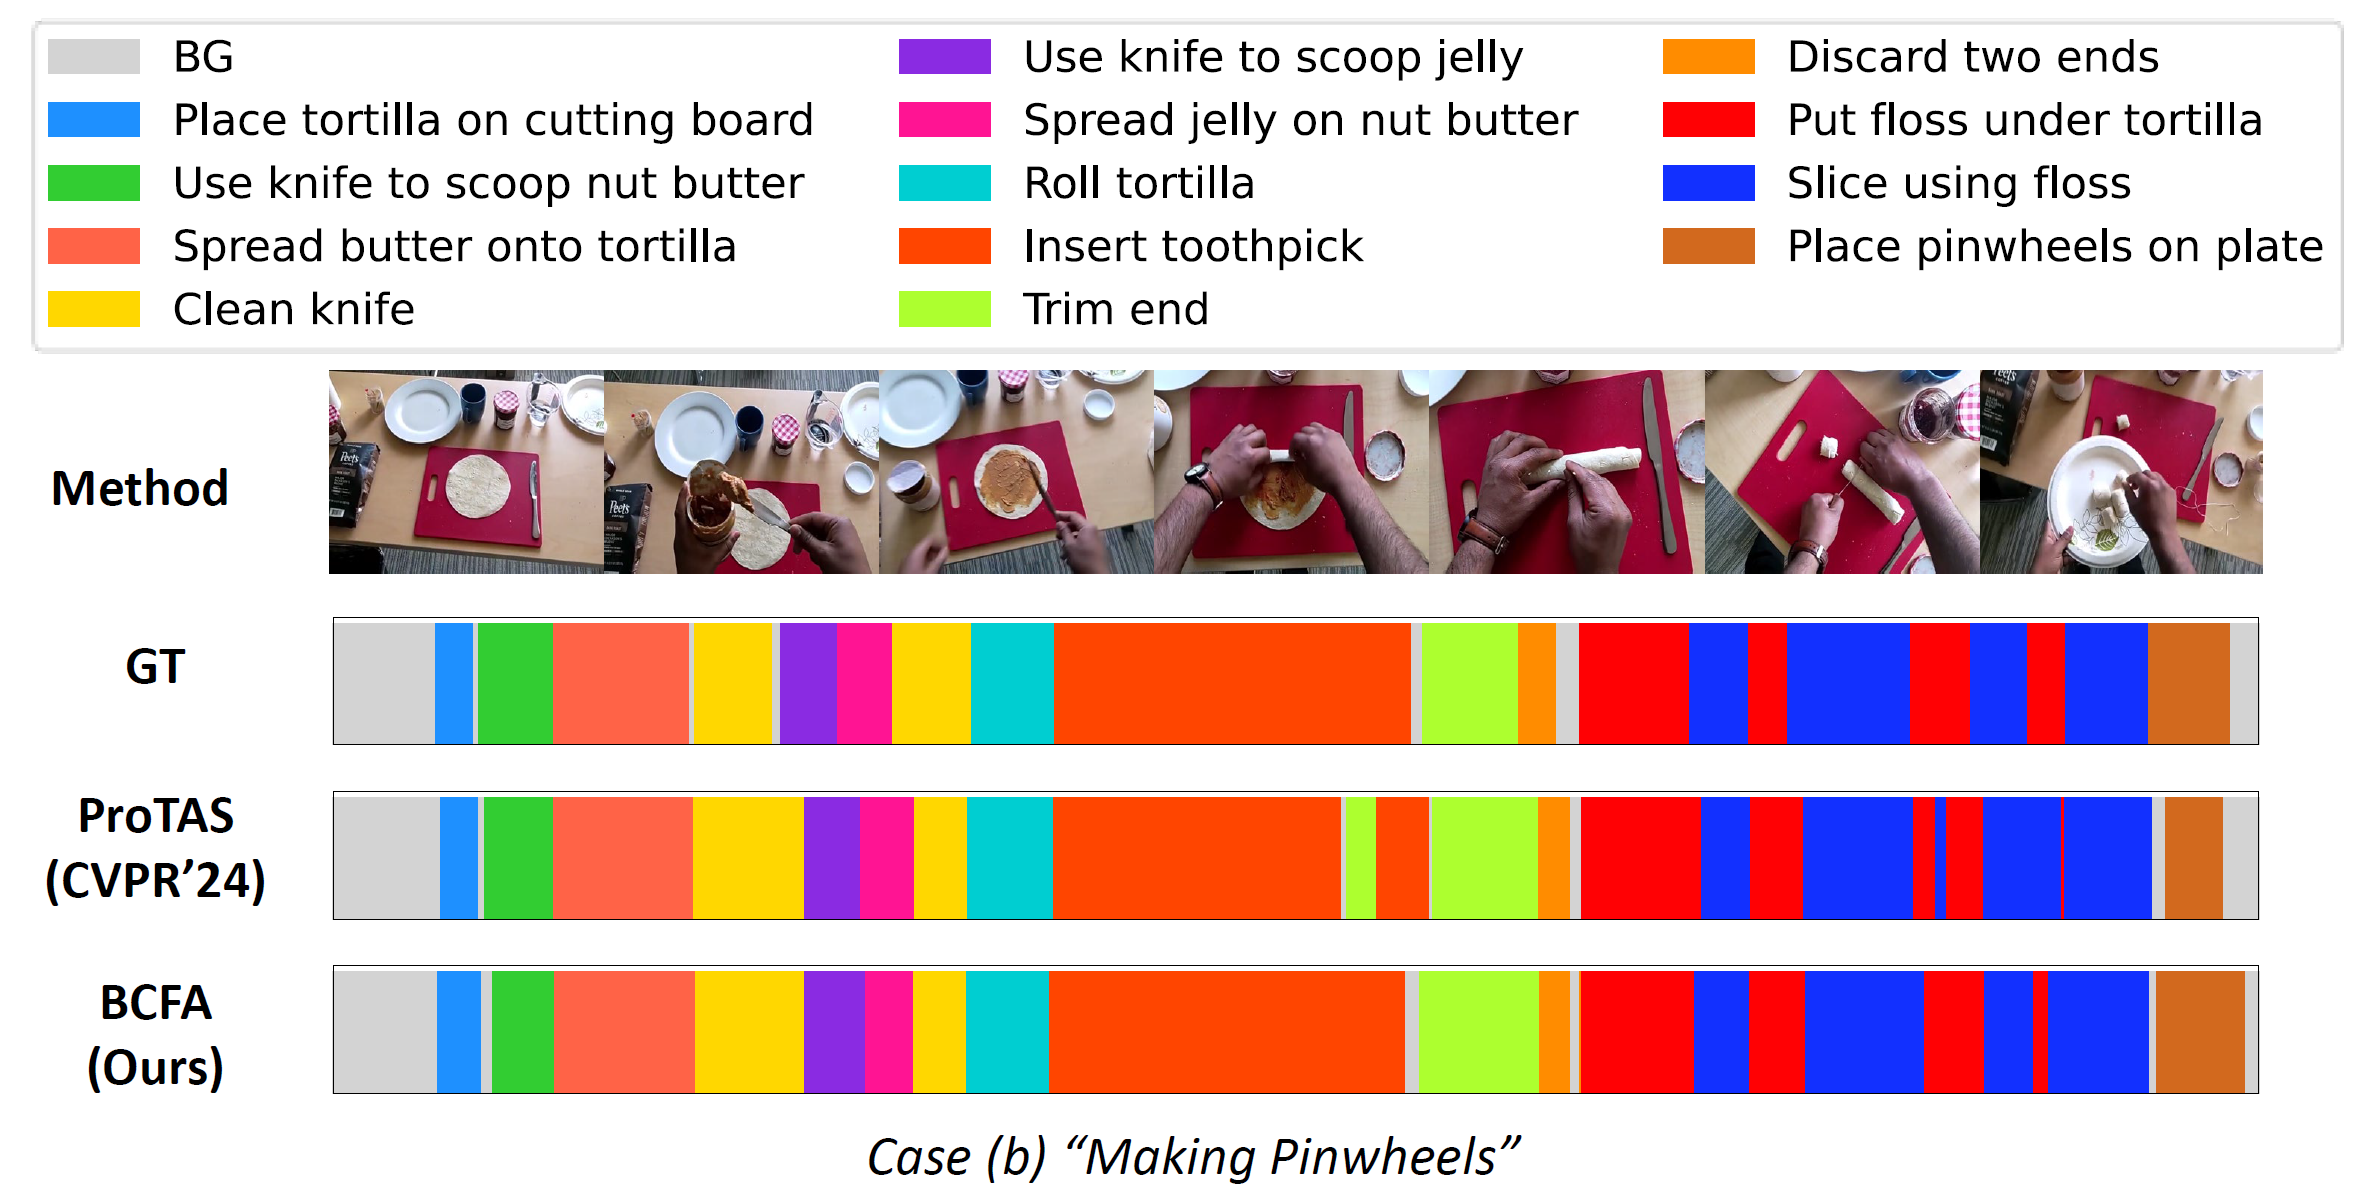 BG
Place tortilla on cutting board
Use knife to scoop nut butter
Spread butter onto tortilla
Clean knife
Use knife to scoop jelly
Spread jelly on nut butter
Roll tortilla
Insert toothpick
Trim end
Discard two ends
Put floss under tortilla
Slice using floss
Place pinwheels on plate
Method
Peet's
Peet's
Peet's
GT
ProTAS
(CVPR’24)
BCFA
(Ours)
Case (b) “Making Pinwheels”